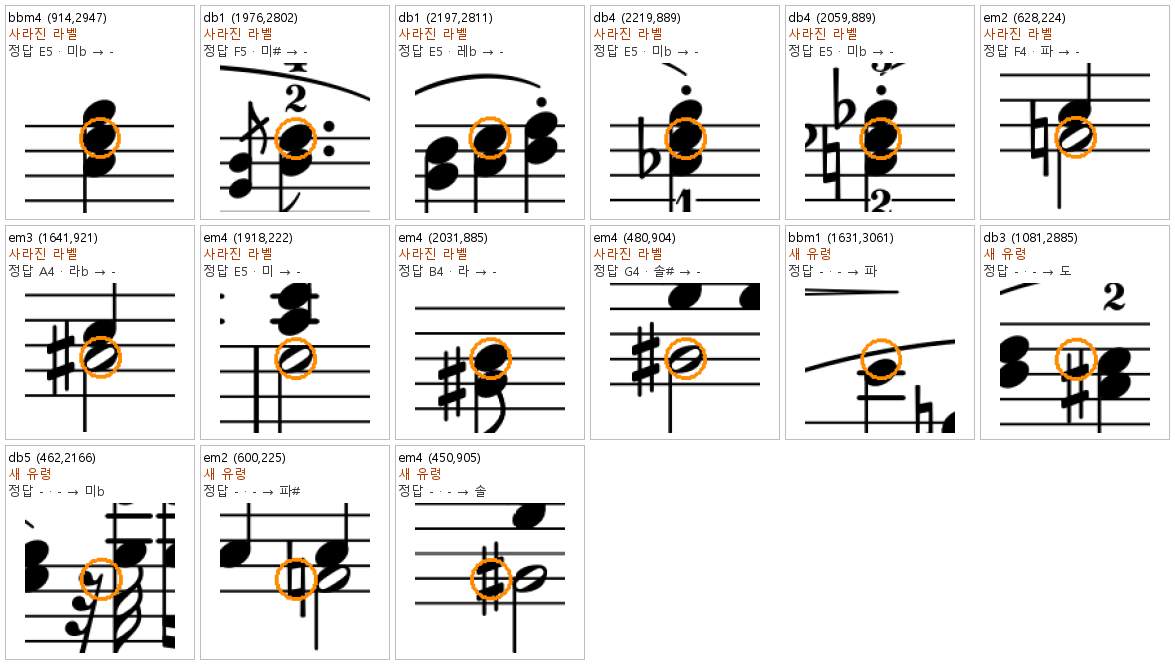 bbm4 (914,2947)
사라진 라벨
정답 E5 · 미b → -
db1 (1976,2802)
사라진 라벨
정답 F5 · 미# → -
4
2
db1 (2197,2811)
사라진 라벨
정답 E5 · 레b → -
db4 (2219,889)
사라진 라벨
정답 E5 · 미b → -
1
db4 (2059,889)
사라진 라벨
정답 E5 · 미b → -
2
em2 (628,224)
사라진 라벨
정답 F4 · 파 → -
em3 (1641,921)
사라진 라벨
정답 A4 · 라b → -
em4 (1918,222)
사라진 라벨
정답 E5 · 미 → -
em4 (2031,885)
사라진 라벨
정답 B4 · 라 → -
em4 (480,904)
사라진 라벨
정답 G4 · 솔# → -
bbm1 (1631,3061)
새 유령
정답 - · - → 파
db3 (1081,2885)
새 유령
정답 - · - → 도
2
db5 (462,2166)
새 유령
정답 - · - → 미b
em2 (600,225)
새 유령
정답 - · - → 파#
em4 (450,905)
새 유령
정답 - · - → 솔